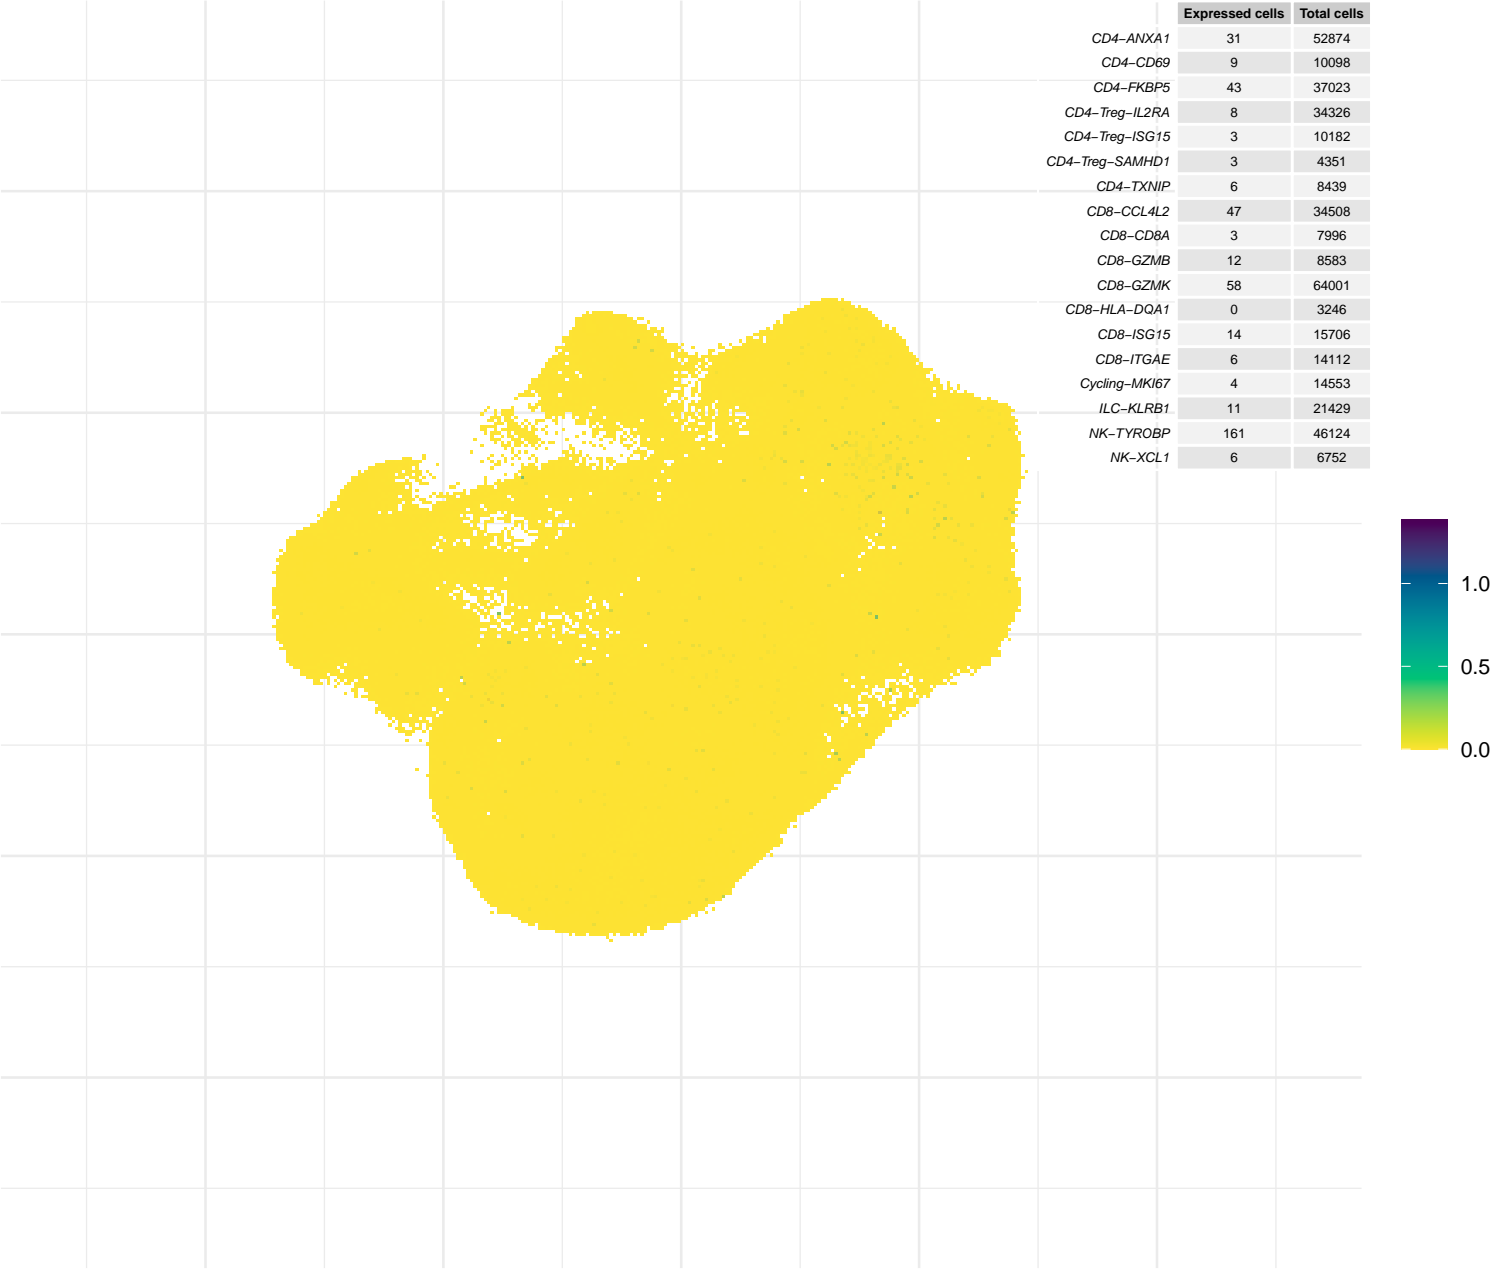 Expressed cells Total cells
CD4−ANXA1 31 52874
CD4−CD69 9 10098
CD4−FKBP5 43 37023
CD4−Treg−IL2RA 8 34326
CD4−Treg−ISG15 3 10182
CD4−Treg−SAMHD1 3 4351
CD4−TXNIP 6 8439
CD8−CCL4L2 47 34508
CD8−CD8A 3 7996
CD8−GZMB 12 8583
CD8−GZMK 58 64001
CD8−HLA−DQA1 0 3246
CD8−ISG15 14 15706
CD8−ITGAE 6 14112
Cycling−MKI67 4 14553
ILC−KLRB1 11 21429
NK−TYROBP 161 46124
NK−XCL1 6 6752
1.0
0.5
0.0